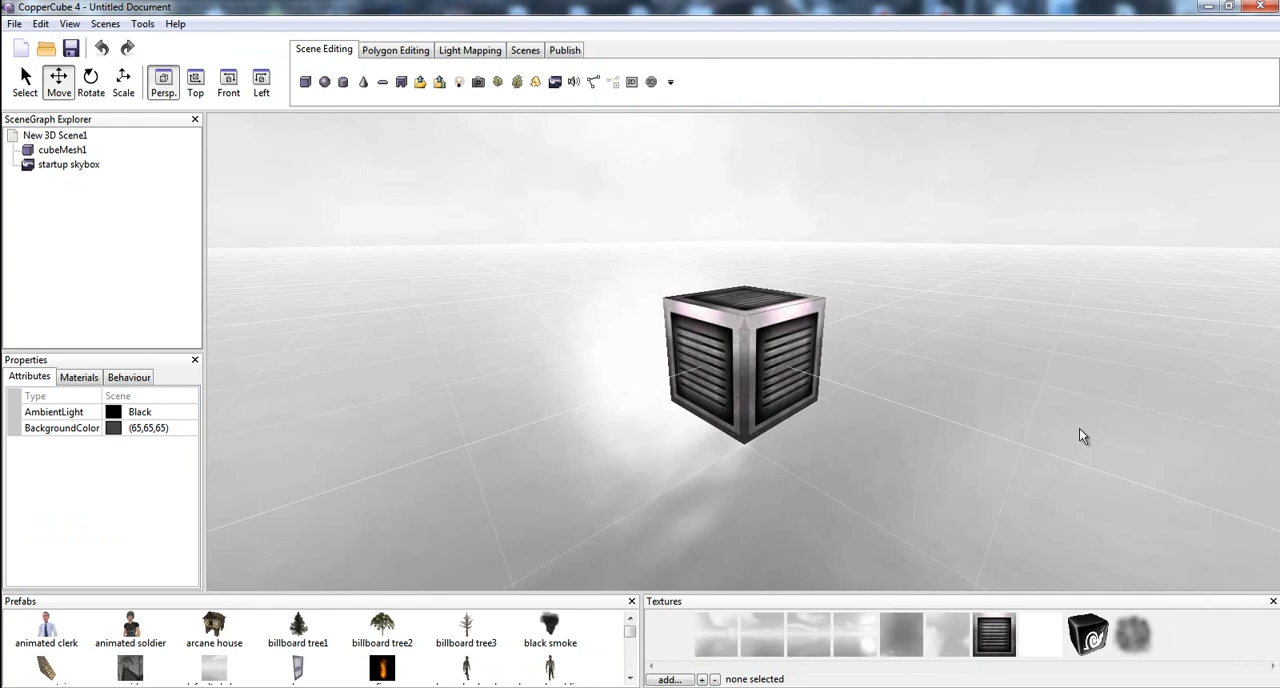 CopperCube 4 - Untitled Document
File Edit View Scenes Tools Help
Scene Editing Polygon Editing Light Mapping Scenes Publish
Select Move Rotate Scale Persp. Top Front Left
SceneGraph Explorer
New 3D Scene1
cubeMesh1
startup skybox
Properties
Attributes Materials Behaviour
Type Scene
AmbientLight Black
BackgroundColor (65,65,65)
Prefabs
animated clerk animated soldier arcane house billboard tree1 billboard tree2 billboard tree3 black smoke
Textures
add... + - none selected